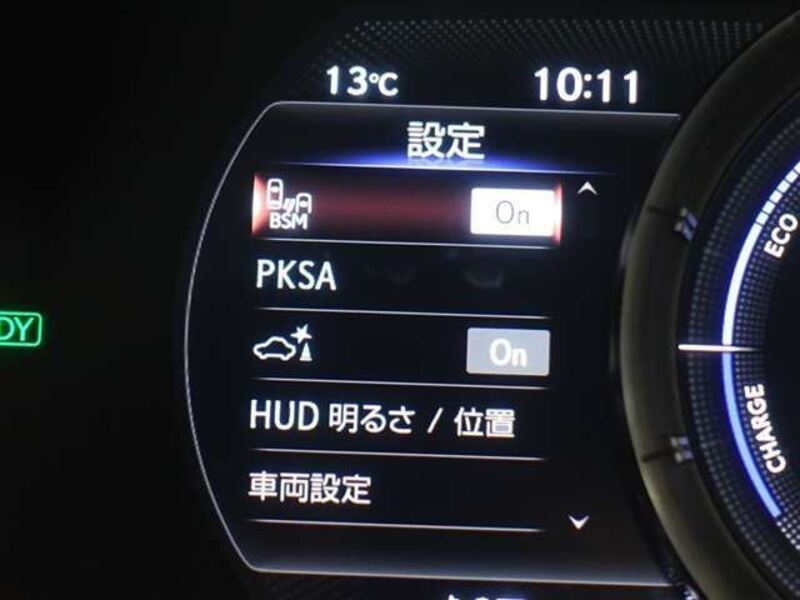 13℃ 10:11
設定
BSM On
PKSA
On
HUD 明るさ / 位置
車両設定
ECO
CHARGE